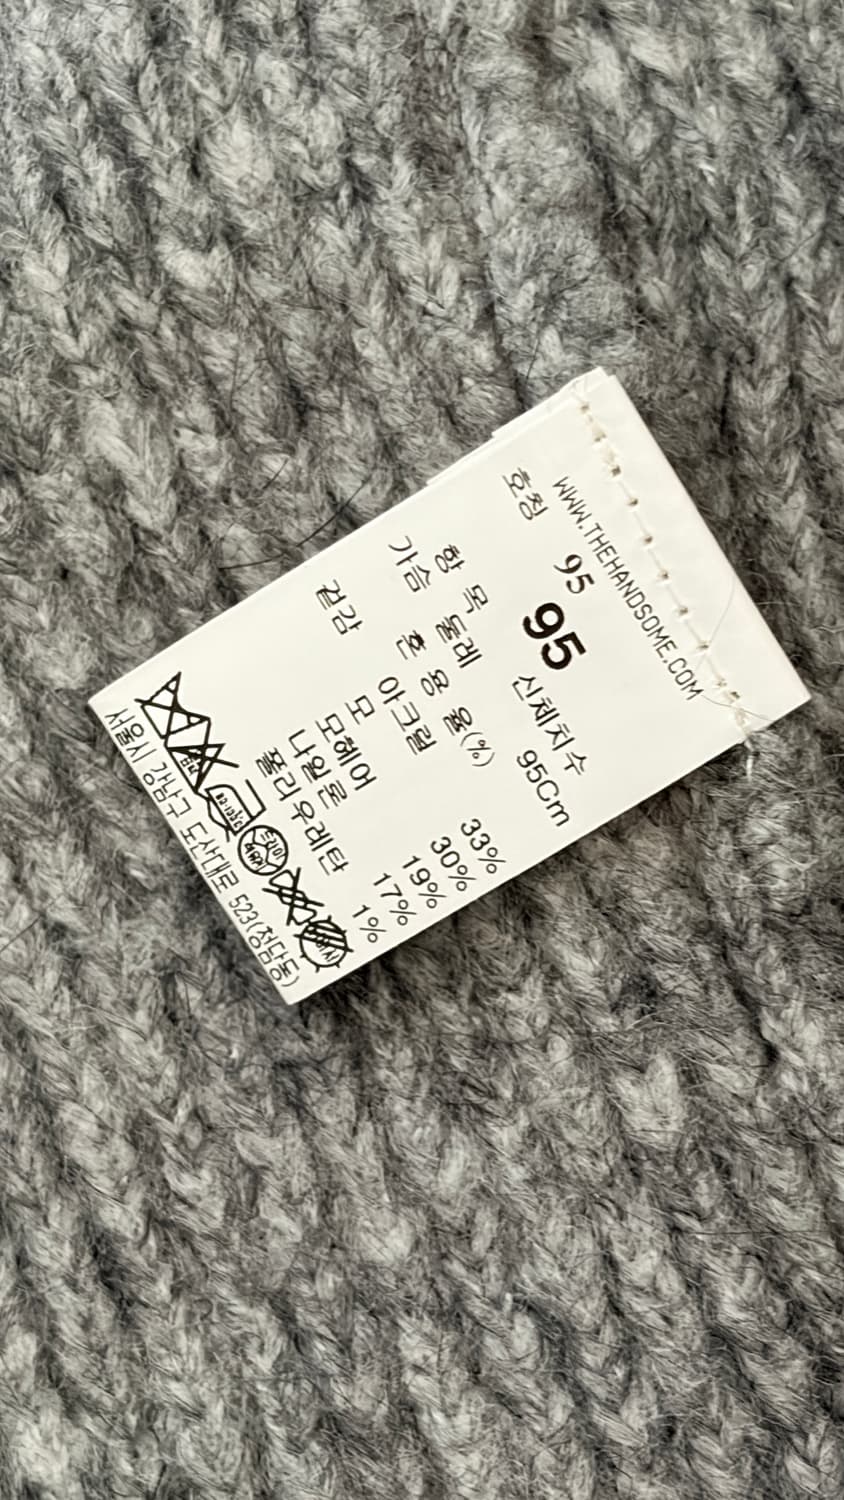 WWW.THEHANDSOME.COM
호칭 95
95
항 목 신체치수
가슴 둘레 95Cm
혼 용 율(%)
겉감 아크릴 33%
모 30%
모헤어 19%
나일론 17%
폴리우레탄 1%
서울시 강남구 도산대로 523(청담동)